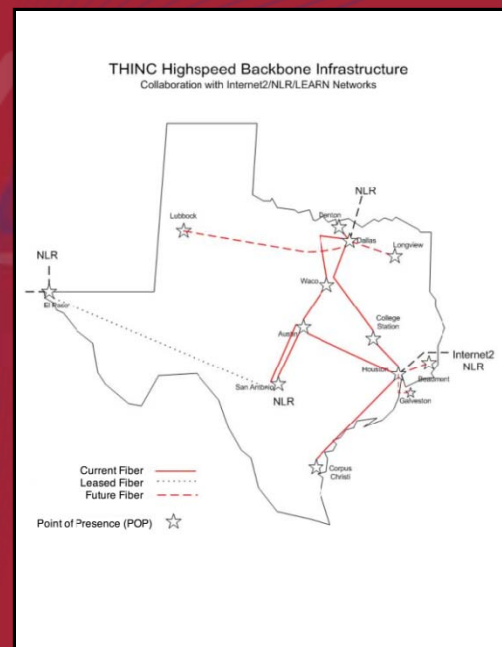 THINC Highspeed Backbone Infrastructure
Collaboration with Internet2/NLR/LEARN Networks
NLR
Denton
Lubbock
Dallas
Longview
NLR
El Paso
Waco
College
Station
Austin
Internet2
NLR
Houston
Beaumont
San Antonio
NLR
Galveston
Corpus
Christi
Current Fiber
Leased Fiber
Future Fiber
Point of Presence (POP)